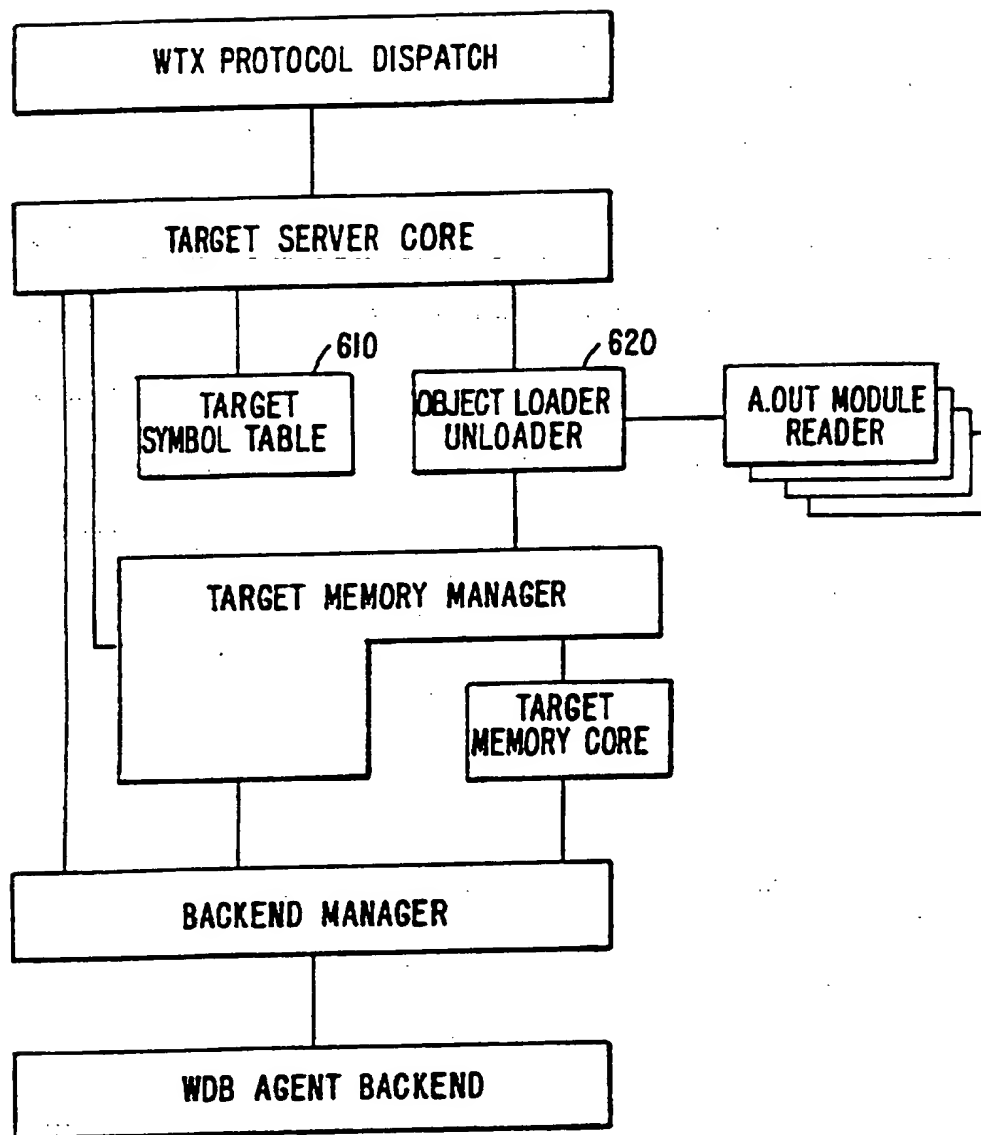 WTX PROTOCOL DISPATCH
TARGET SERVER CORE
610
TARGET
SYMBOL TABLE
620
OBJECT LOADER
UNLOADER
A.OUT MODULE
READER
TARGET MEMORY MANAGER
TARGET
MEMORY CORE
BACKEND MANAGER
WDB AGENT BACKEND